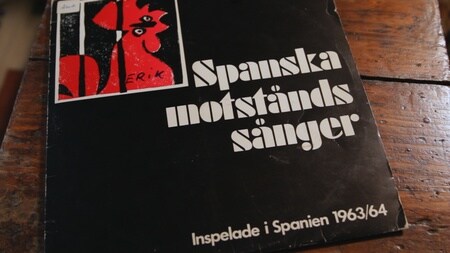 ERIK
Spanska
motstånds
sånger
Inspelade i Spanien 1963/64